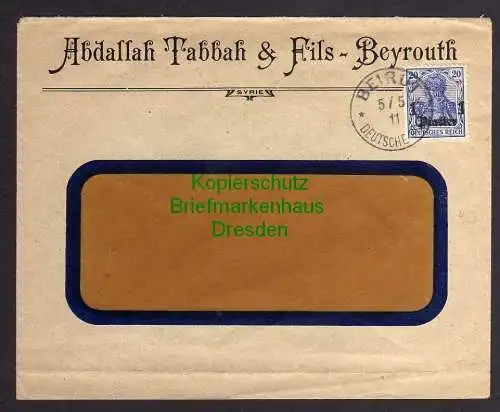 Abdallah Tabbah & Fils - Beyrouth
SYRIE
BEIRUT
5/5
11
* DEUTSCHE
20 20
1 1
Piaster
DEUTSCHES REICH
Kopierschutz
Briefmarkenhaus
Dresden